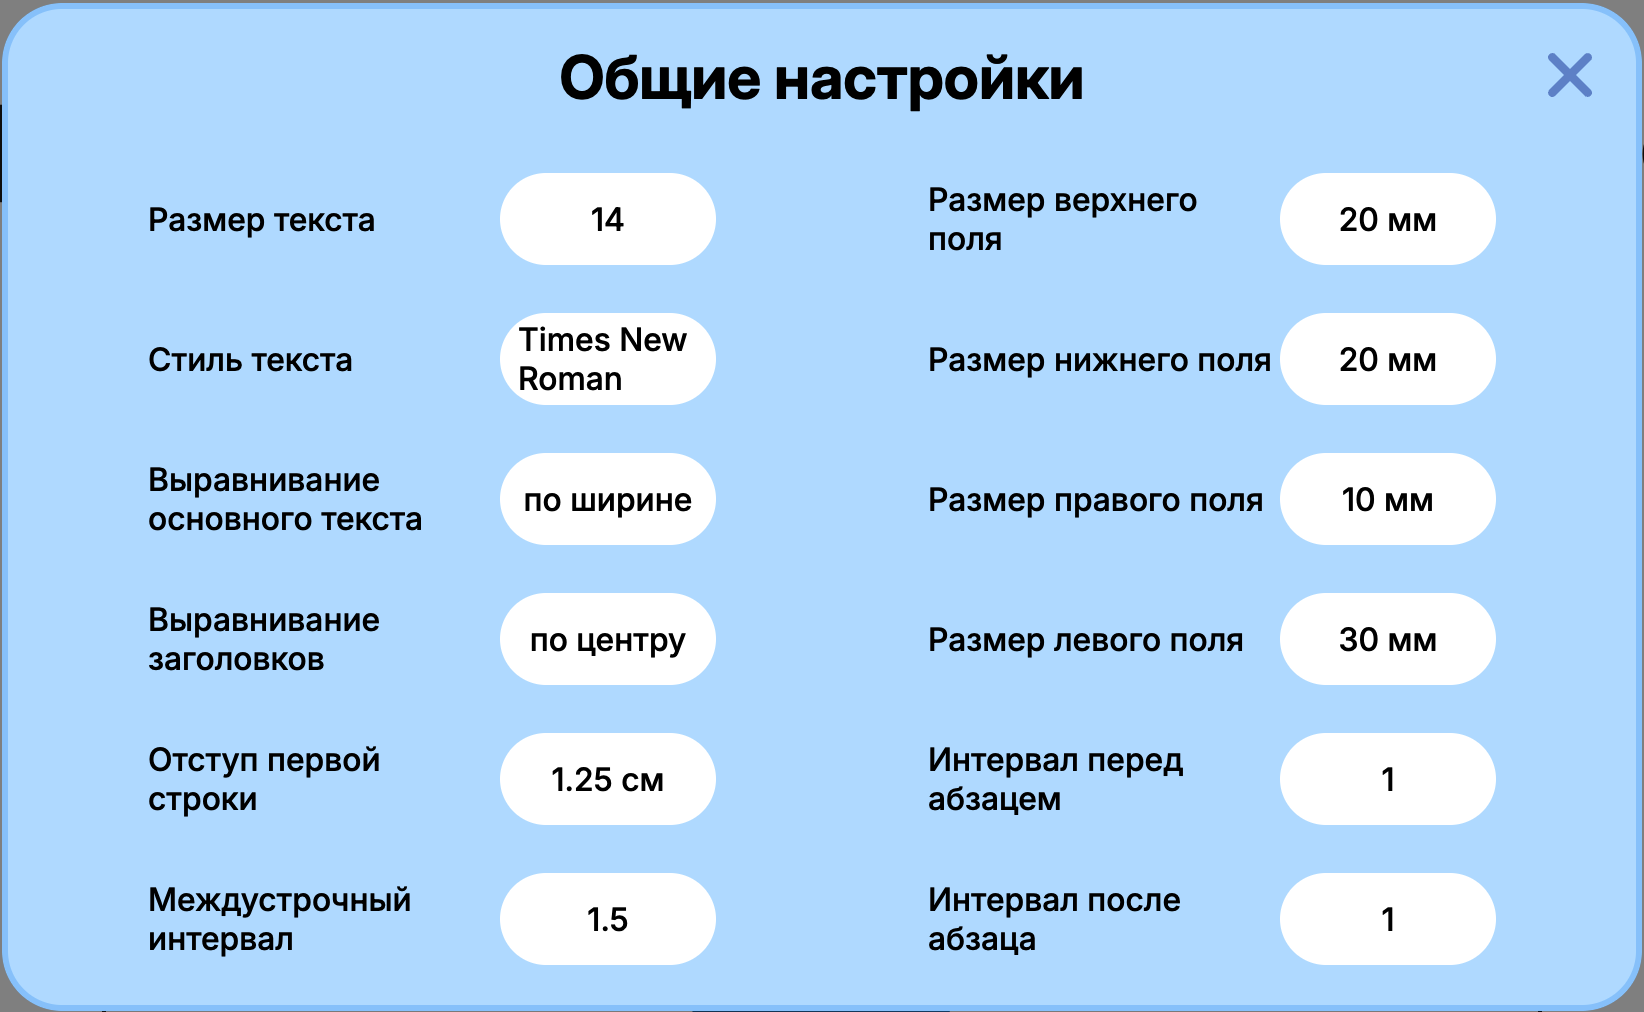 Общие настройки
Размер текста
14
Стиль текста
Times New
Roman
Выравнивание
основного текста
по ширине
Выравнивание
заголовков
по центру
Отступ первой
строки
1.25 см
Междустрочный
интервал
1.5
Размер верхнего
поля
20 мм
Размер нижнего поля
20 мм
Размер правого поля
10 мм
Размер левого поля
30 мм
Интервал перед
абзацем
1
Интервал после
абзаца
1